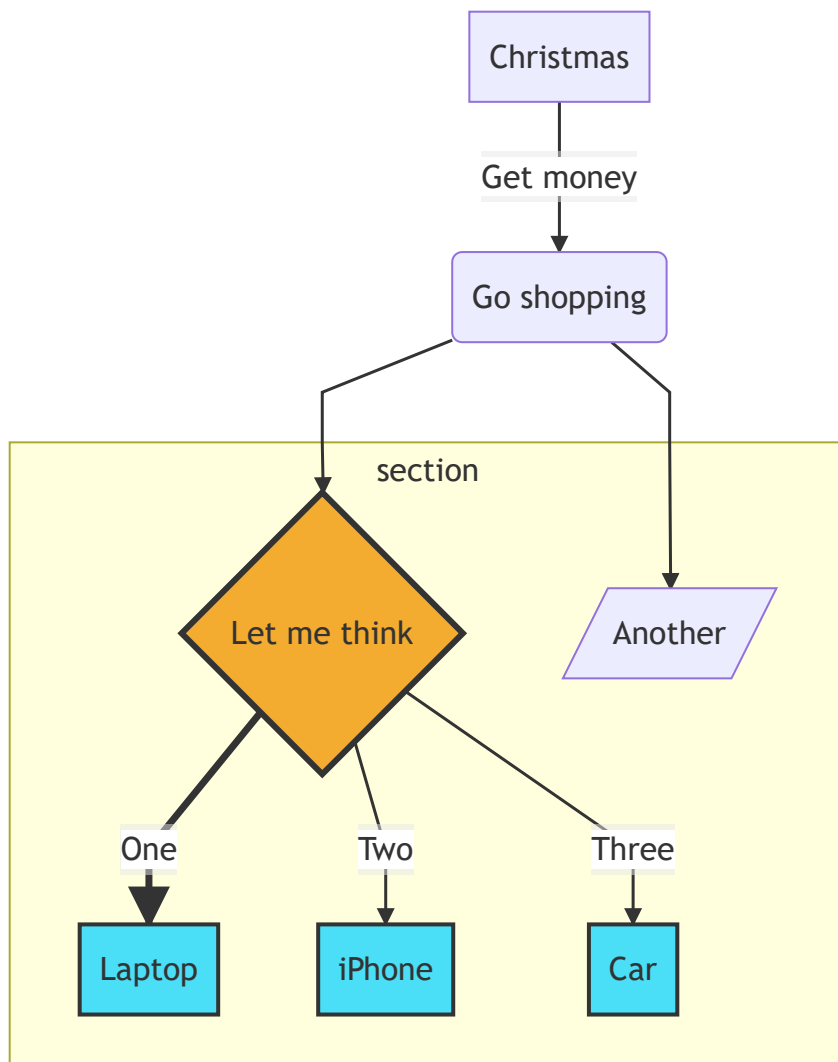 Christmas
Get money
Go shopping
section
Let me think
Another
One
Two
Three
Laptop
iPhone
Car